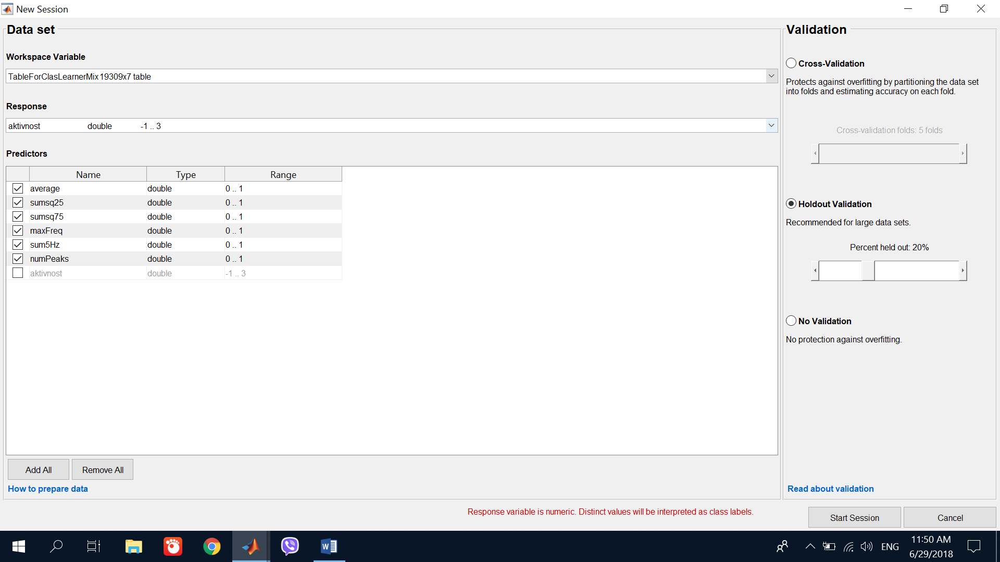 New Session
Data set
Workspace Variable
TableForClasLearnerMix 19309x7 table
Response
aktivnost double -1 .. 3
Predictors
Name Type Range
average double 0 .. 1
sumsq25 double 0 .. 1
sumsq75 double 0 .. 1
maxFreq double 0 .. 1
sum5Hz double 0 .. 1
numPeaks double 0 .. 1
aktivnost double -1 .. 3
Add All Remove All
How to prepare data
Validation
Cross-Validation
Protects against overfitting by partitioning the data set
into folds and estimating accuracy on each fold.
Cross-validation folds: 5 folds
Holdout Validation
Recommended for large data sets.
Percent held out: 20%
No Validation
No protection against overfitting.
Read about validation
Response variable is numeric. Distinct values will be interpreted as class labels.
Start Session Cancel
W
ENG
11:50 AM
6/29/2018